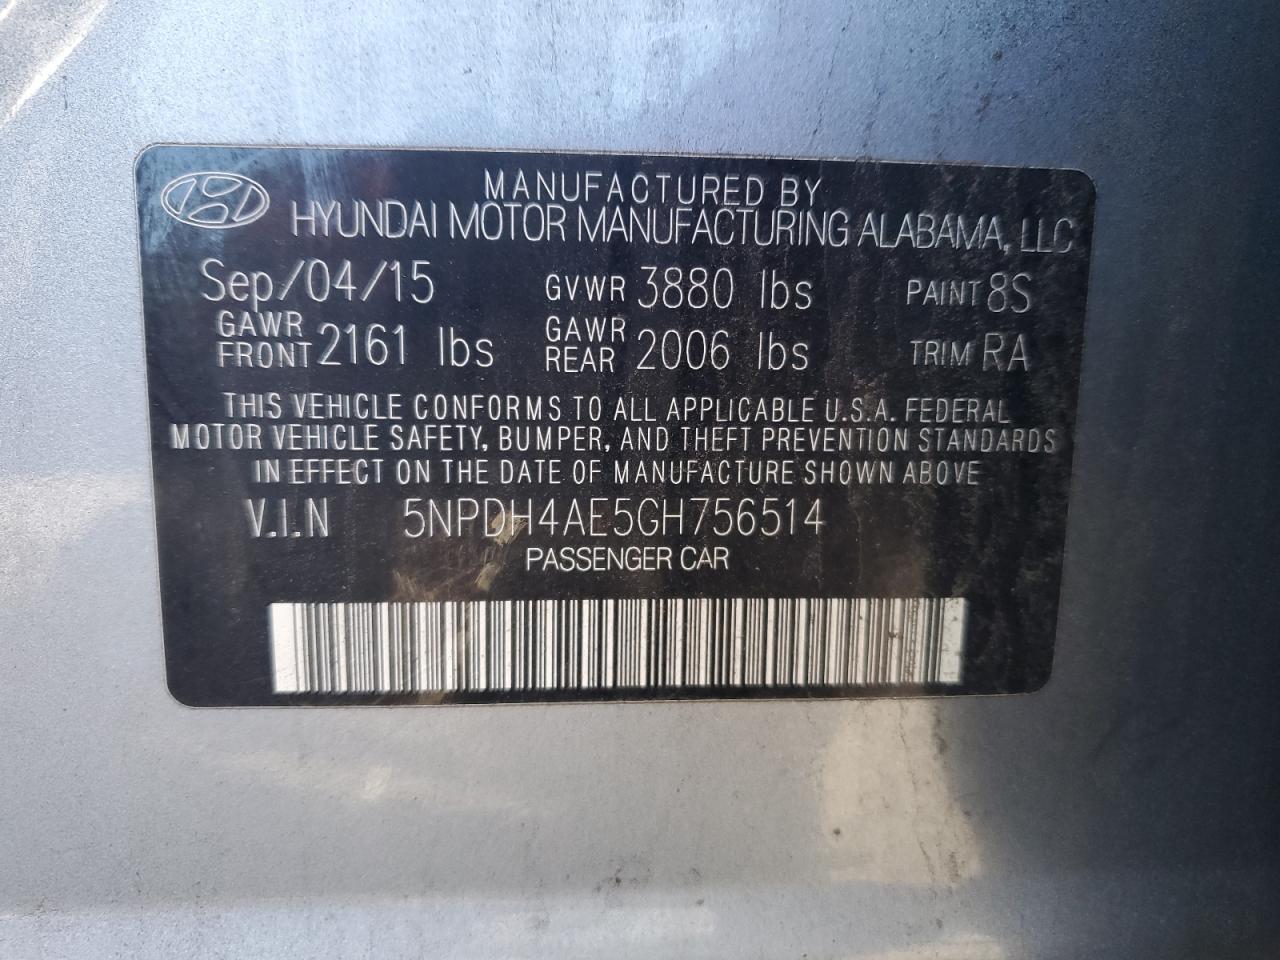 MANUFACTURED BY
HYUNDAI MOTOR MANUFACTURING ALABAMA, LLC
Sep/04/15 GVWR 3880 lbs PAINT 8S
GAWR FRONT 2161 lbs GAWR REAR 2006 lbs TRIM RA
THIS VEHICLE CONFORMS TO ALL APPLICABLE U.S.A. FEDERAL
MOTOR VEHICLE SAFETY, BUMPER, AND THEFT PREVENTION STANDARDS
IN EFFECT ON THE DATE OF MANUFACTURE SHOWN ABOVE
V.I.N 5NPDH4AE5GH756514
PASSENGER CAR